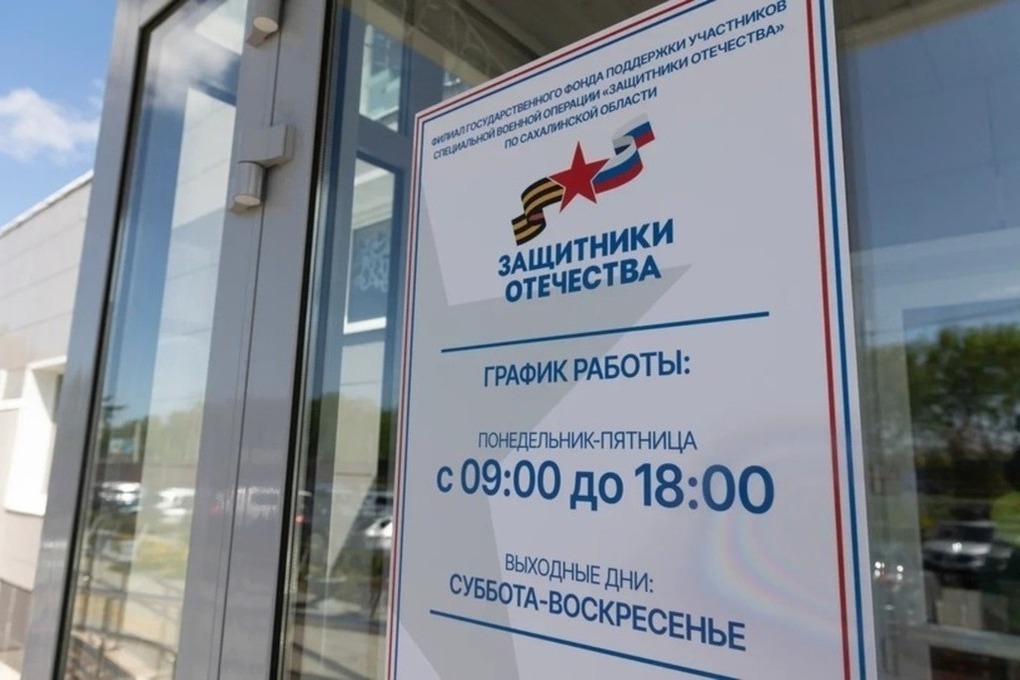 ФИЛИАЛ ГОСУДАРСТВЕННОГО ФОНДА ПОДДЕРЖКИ УЧАСТНИКОВ
СПЕЦИАЛЬНОЙ ВОЕННОЙ ОПЕРАЦИИ «ЗАЩИТНИКИ ОТЕЧЕСТВА»
ПО САХАЛИНСКОЙ ОБЛАСТИ
ЗАЩИТНИКИ
ОТЕЧЕСТВА
ГРАФИК РАБОТЫ:
ПОНЕДЕЛЬНИК-ПЯТНИЦА
с 09:00 до 18:00
ВЫХОДНЫЕ ДНИ:
СУББОТА-ВОСКРЕСЕНЬЕ